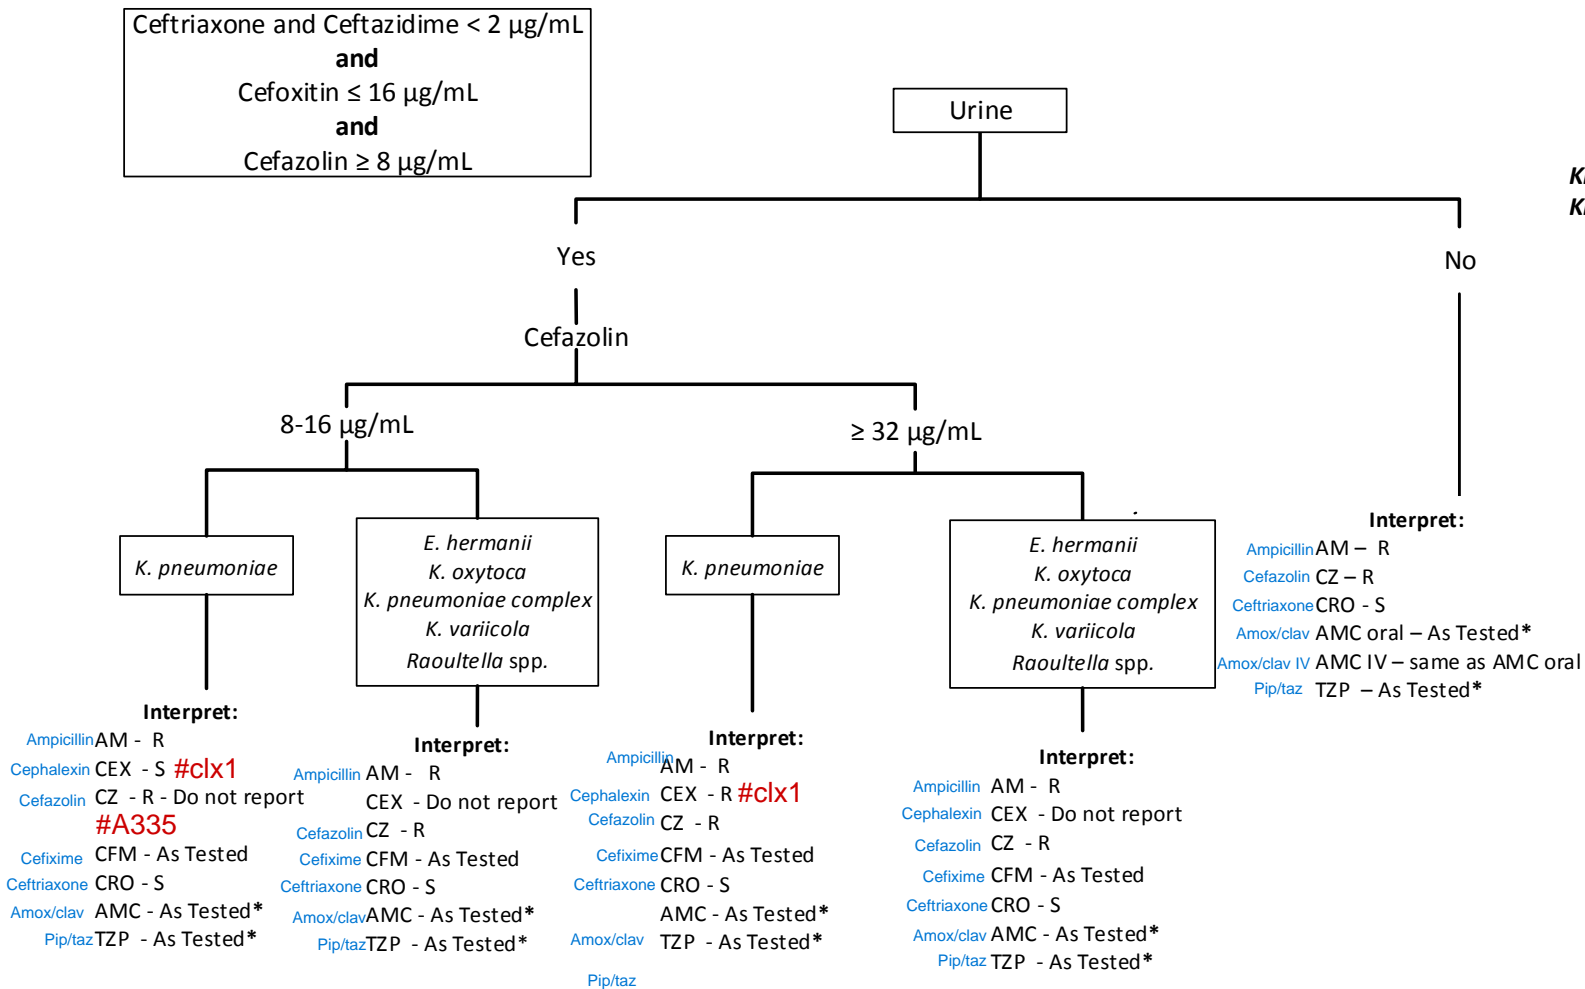 Ceftriaxone and Ceftazidime < 2 µg/mL
and
Cefoxitin ≤ 16 µg/mL
and
Cefazolin ≥ 8 µg/mL
Urine
Yes
No
Cefazolin
8-16 µg/mL
≥ 32 µg/mL
K. pneumoniae
E. hermanii
K. oxytoca
K. pneumoniae complex
K. variicola
Raoultella spp.
K. pneumoniae
E. hermanii
K. oxytoca
K. pneumoniae complex
K. variicola
Raoultella spp.
Interpret:
Ampicillin AM - R
Cephalexin CEX - S #clx1
Cefazolin CZ - R - Do not report
#A335
Cefixime CFM - As Tested
Ceftriaxone CRO - S
Amox/clav AMC - As Tested*
Pip/taz TZP - As Tested*
Interpret:
Ampicillin AM - R
CEX - Do not report
Cefazolin CZ - R
Cefixime CFM - As Tested
Ceftriaxone CRO - S
Amox/clav AMC - As Tested*
Pip/taz TZP - As Tested*
Interpret:
Ampicillin AM - R
Cephalexin CEX - R #clx1
Cefazolin CZ - R
Cefixime CFM - As Tested
Ceftriaxone CRO - S
AMC - As Tested*
Amox/clav TZP - As Tested*
Pip/taz
Interpret:
Ampicillin AM - R
Cephalexin CEX - Do not report
Cefazolin CZ - R
Cefixime CFM - As Tested
Ceftriaxone CRO - S
Amox/clav AMC - As Tested*
Pip/taz TZP - As Tested*
Interpret:
Ampicillin AM – R
Cefazolin CZ – R
Ceftriaxone CRO - S
Amox/clav AMC oral – As Tested*
Amox/clav IV AMC IV – same as AMC oral
Pip/taz TZP – As Tested*